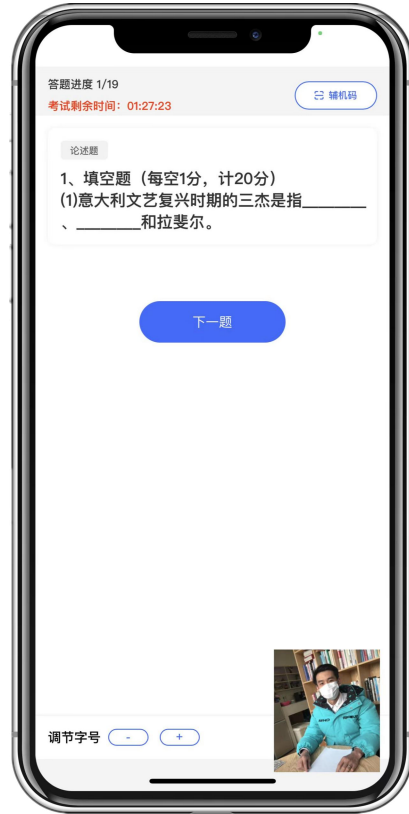 答题进度 1/19
考试剩余时间：01:27:23
辅机码
论述题
1、填空题（每空1分，计20分）
(1)意大利文艺复兴时期的三杰是指________
、________和拉斐尔。
下一题
调节字号 - +